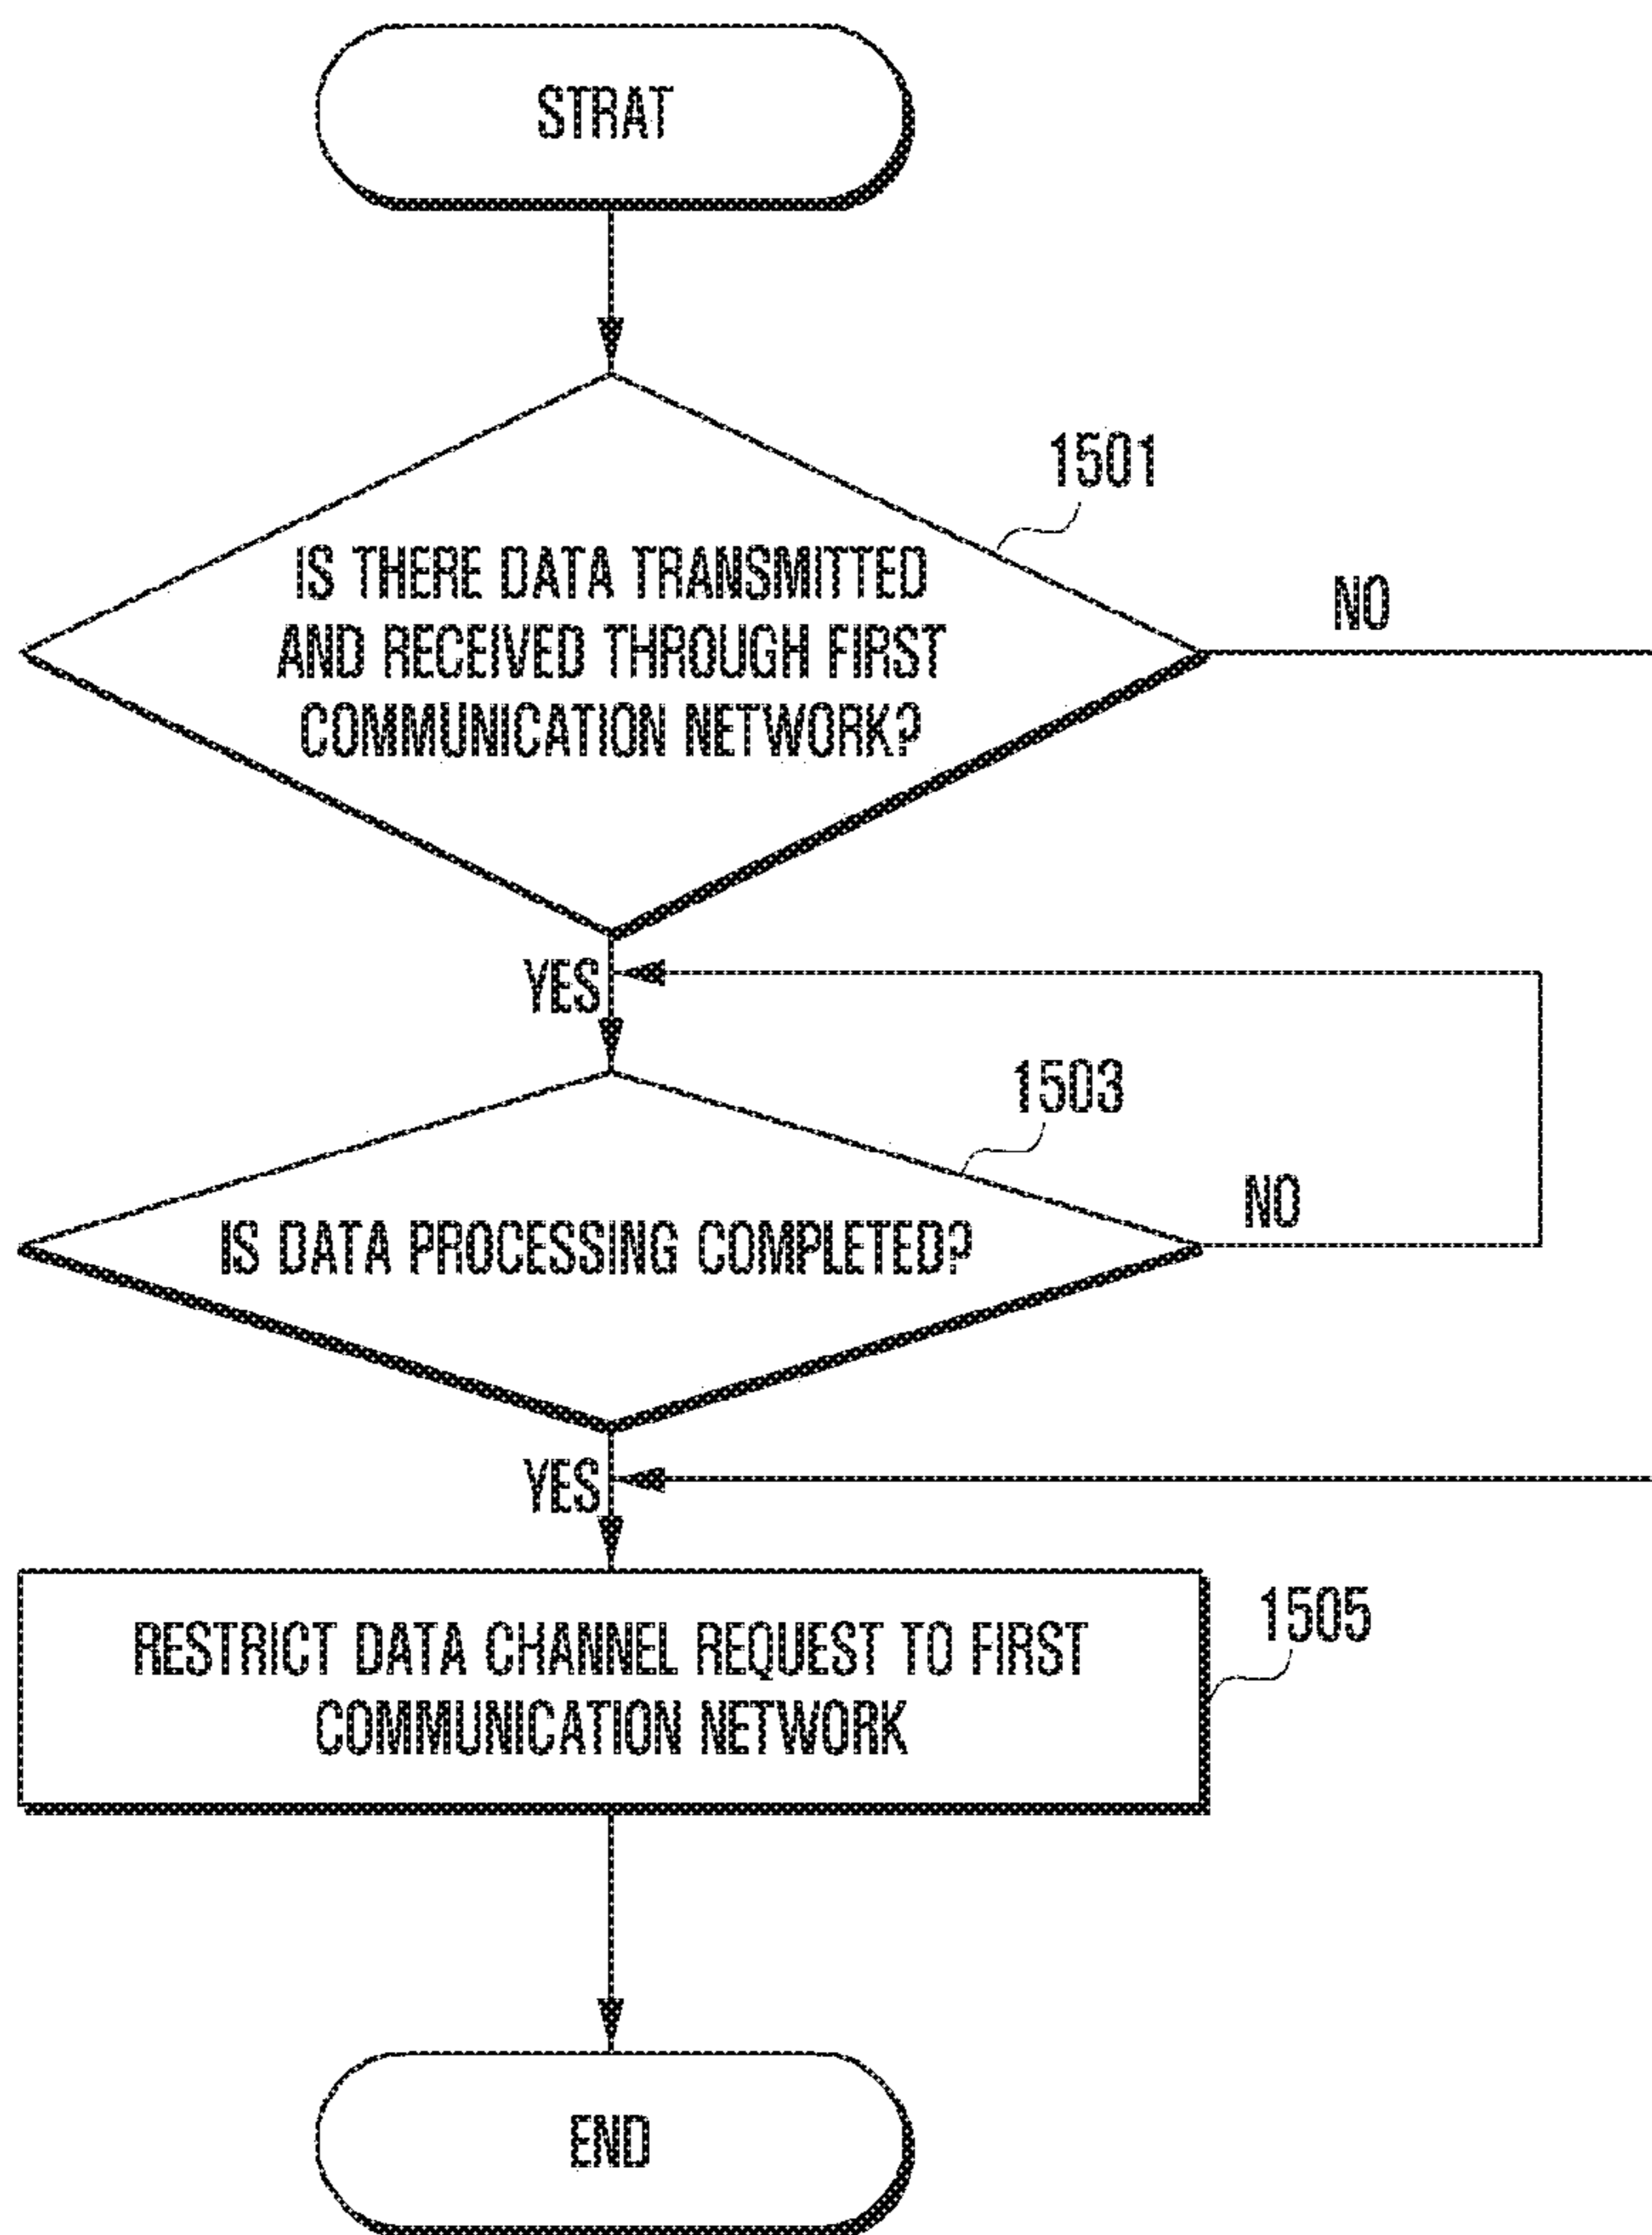 STRAT
1501
IS THERE DATA TRANSMITTED
AND RECEIVED THROUGH FIRST
COMMUNICATION NETWORK?
NO
YES
1503
IS DATA PROCESSING COMPLETED?
NO
YES
1505
RESTRICT DATA CHANNEL REQUEST TO FIRST
COMMUNICATION NETWORK
END